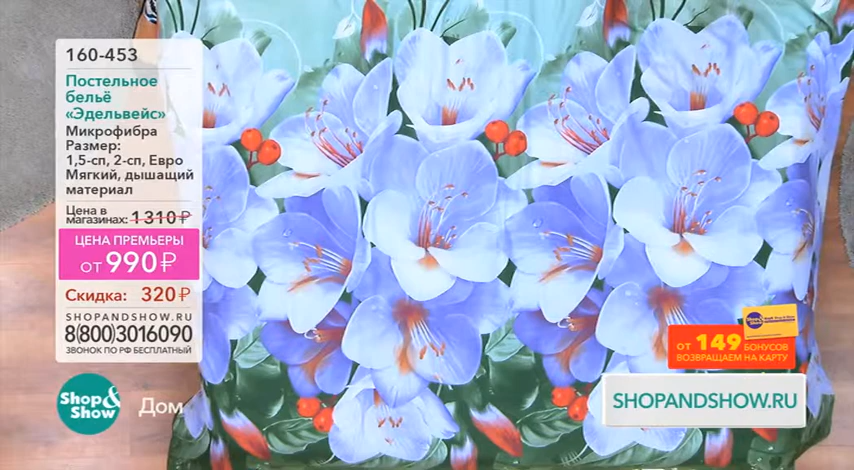 160-453
Постельное
бельё
«Эдельвейс»
Микрофибра
Размер:
1,5-сп, 2-сп, Евро
Мягкий, дышащий
материал
Цена в
магазинах: 1 310 ₽
ЦЕНА ПРЕМЬЕРЫ
от 990 ₽
Скидка: 320 ₽
SHOPANDSHOW.RU
8(800)3016090
ЗВОНОК ПО РФ БЕСПЛАТНЫЙ
Shop
&
Show
Дом
Shop
&
Show
ОТ 149 БОНУСОВ
ВОЗВРАЩАЕМ НА КАРТУ
SHOPANDSHOW.RU